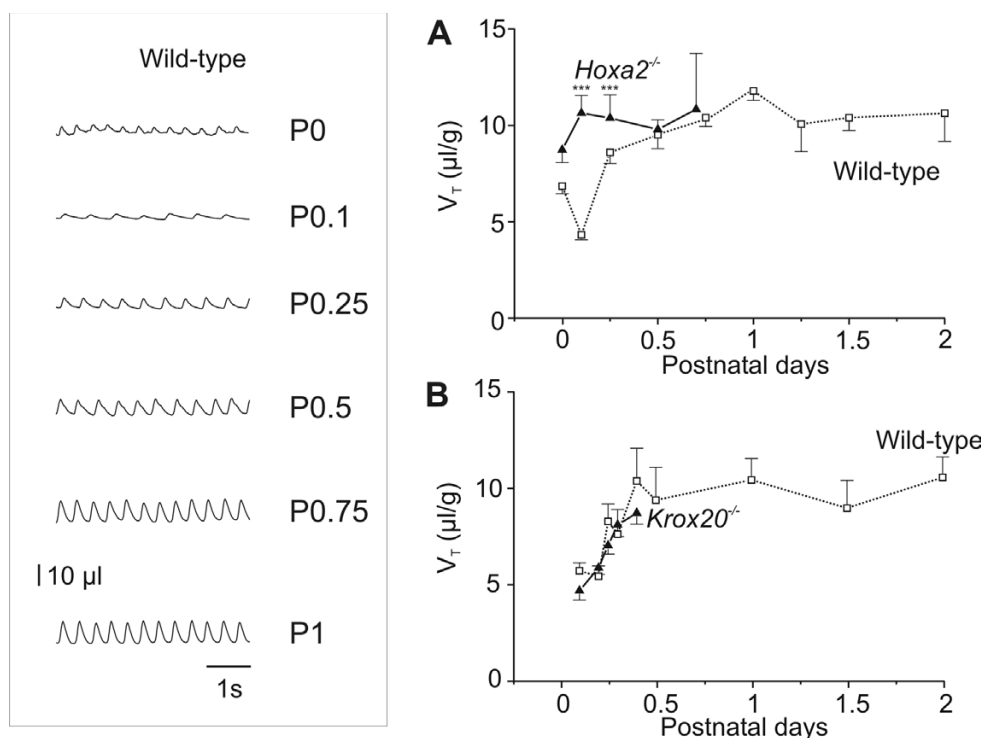 Wild-type
P0
P0.1
P0.25
P0.5
P0.75
10 µl
P1
1s
A
15
10
5
0
V_T (µl/g)
Hoxa2-/-
*** ***
Wild-type
0 0.5 1 1.5 2
Postnatal days
B
15
10
5
0
V_T (µl/g)
Wild-type
Krox20-/-
0 0.5 1 1.5 2
Postnatal days